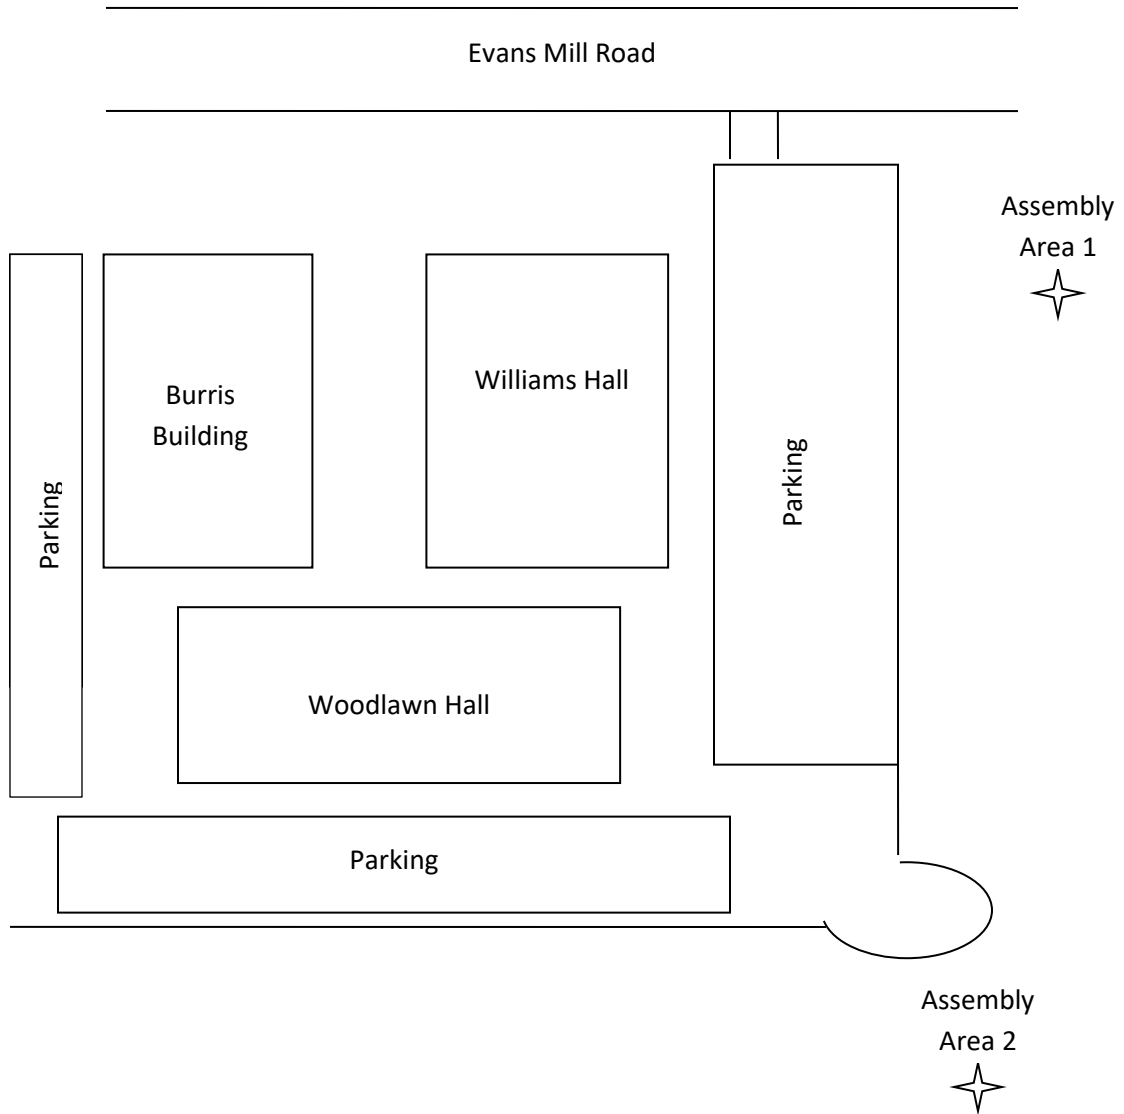 Evans Mill Road
Assembly
Area 1
Burris
Building
Williams Hall
Parking
Parking
Woodlawn Hall
Parking
Assembly
Area 2